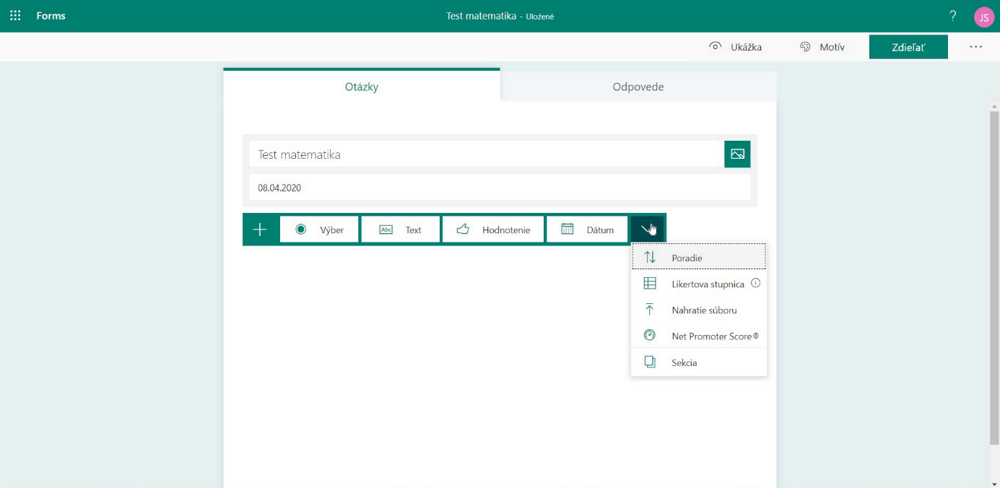 Forms
Test matematika - Uložené
?
JS
Ukážka
Motív
Zdieľať
Otázky
Odpovede
Test matematika
08.04.2020
Výber
Abc Text
Hodnotenie
Dátum
Poradie
Likertova stupnica
Nahratie súboru
Net Promoter Score®
Sekcia